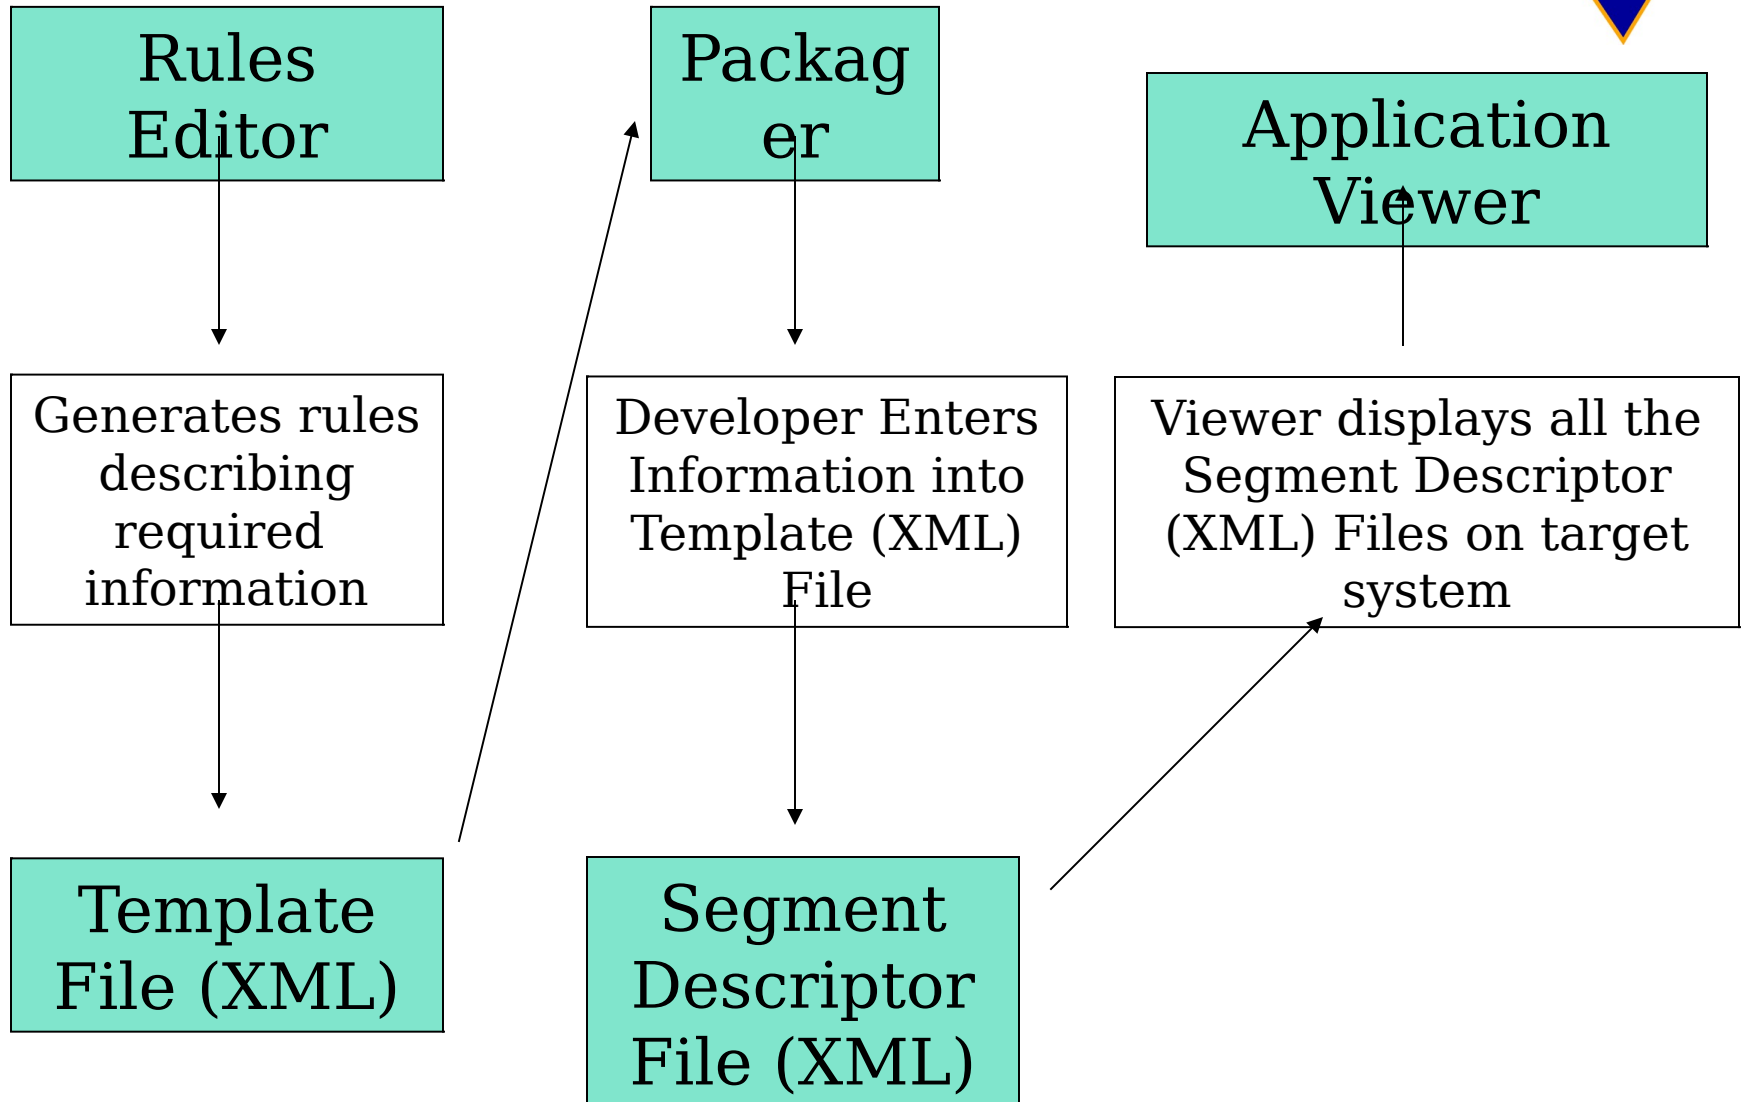 Rules
Editor
Packag
er
Application
Viewer
Generates rules
describing
required
information
Developer Enters
Information into
Template (XML)
File
Viewer displays all the
Segment Descriptor
(XML) Files on target
system
Template
File (XML)
Segment
Descriptor
File (XML)